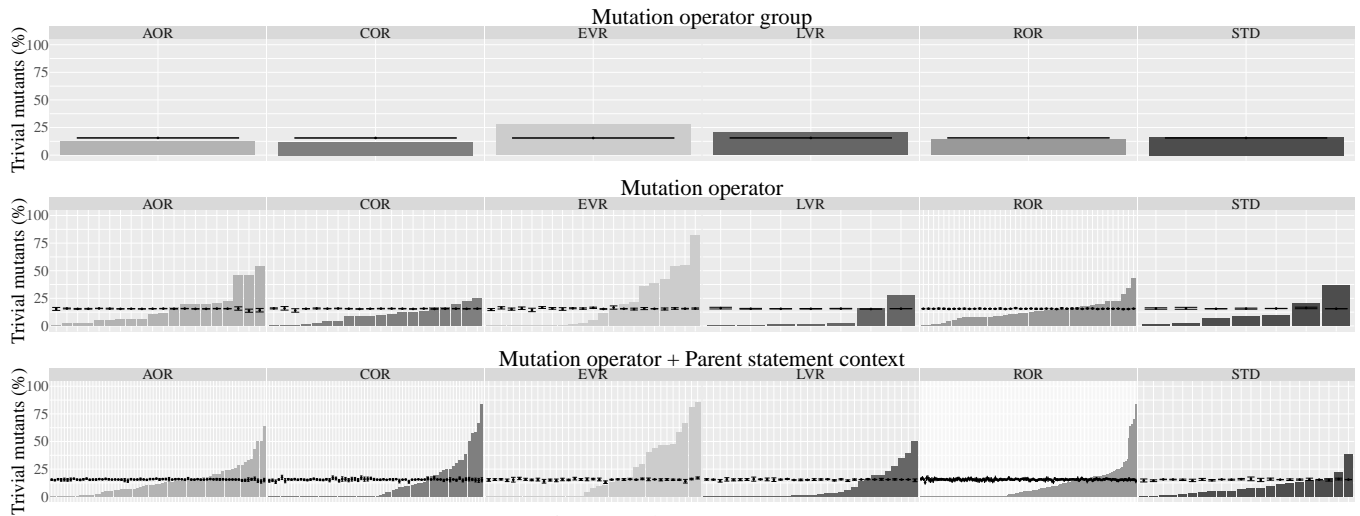 Mutation operator group
AOR COR EVR LVR ROR STD
Trivial mutants (%)
100
75
50
25
0
Mutation operator
AOR COR EVR LVR ROR STD
Trivial mutants (%)
100
75
50
25
0
Mutation operator + Parent statement context
AOR COR EVR LVR ROR STD
Trivial mutants (%)
100
75
50
25
0